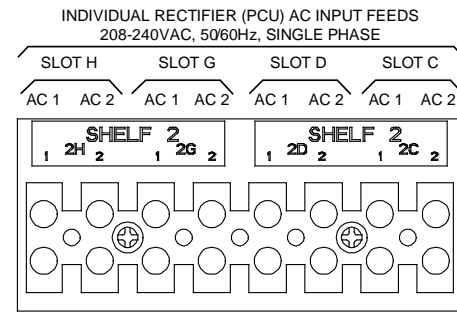 INDIVIDUAL RECTIFIER (PCU) AC INPUT FEEDS
208-240VAC, 50/60Hz, SINGLE PHASE
SLOT H SLOT G SLOT D SLOT C
AC 1 AC 2 AC 1 AC 2 AC 1 AC 2 AC 1 AC 2
SHELF 2 SHELF 2
1 2H 2 1 2G 2 1 2D 2 1 2C 2